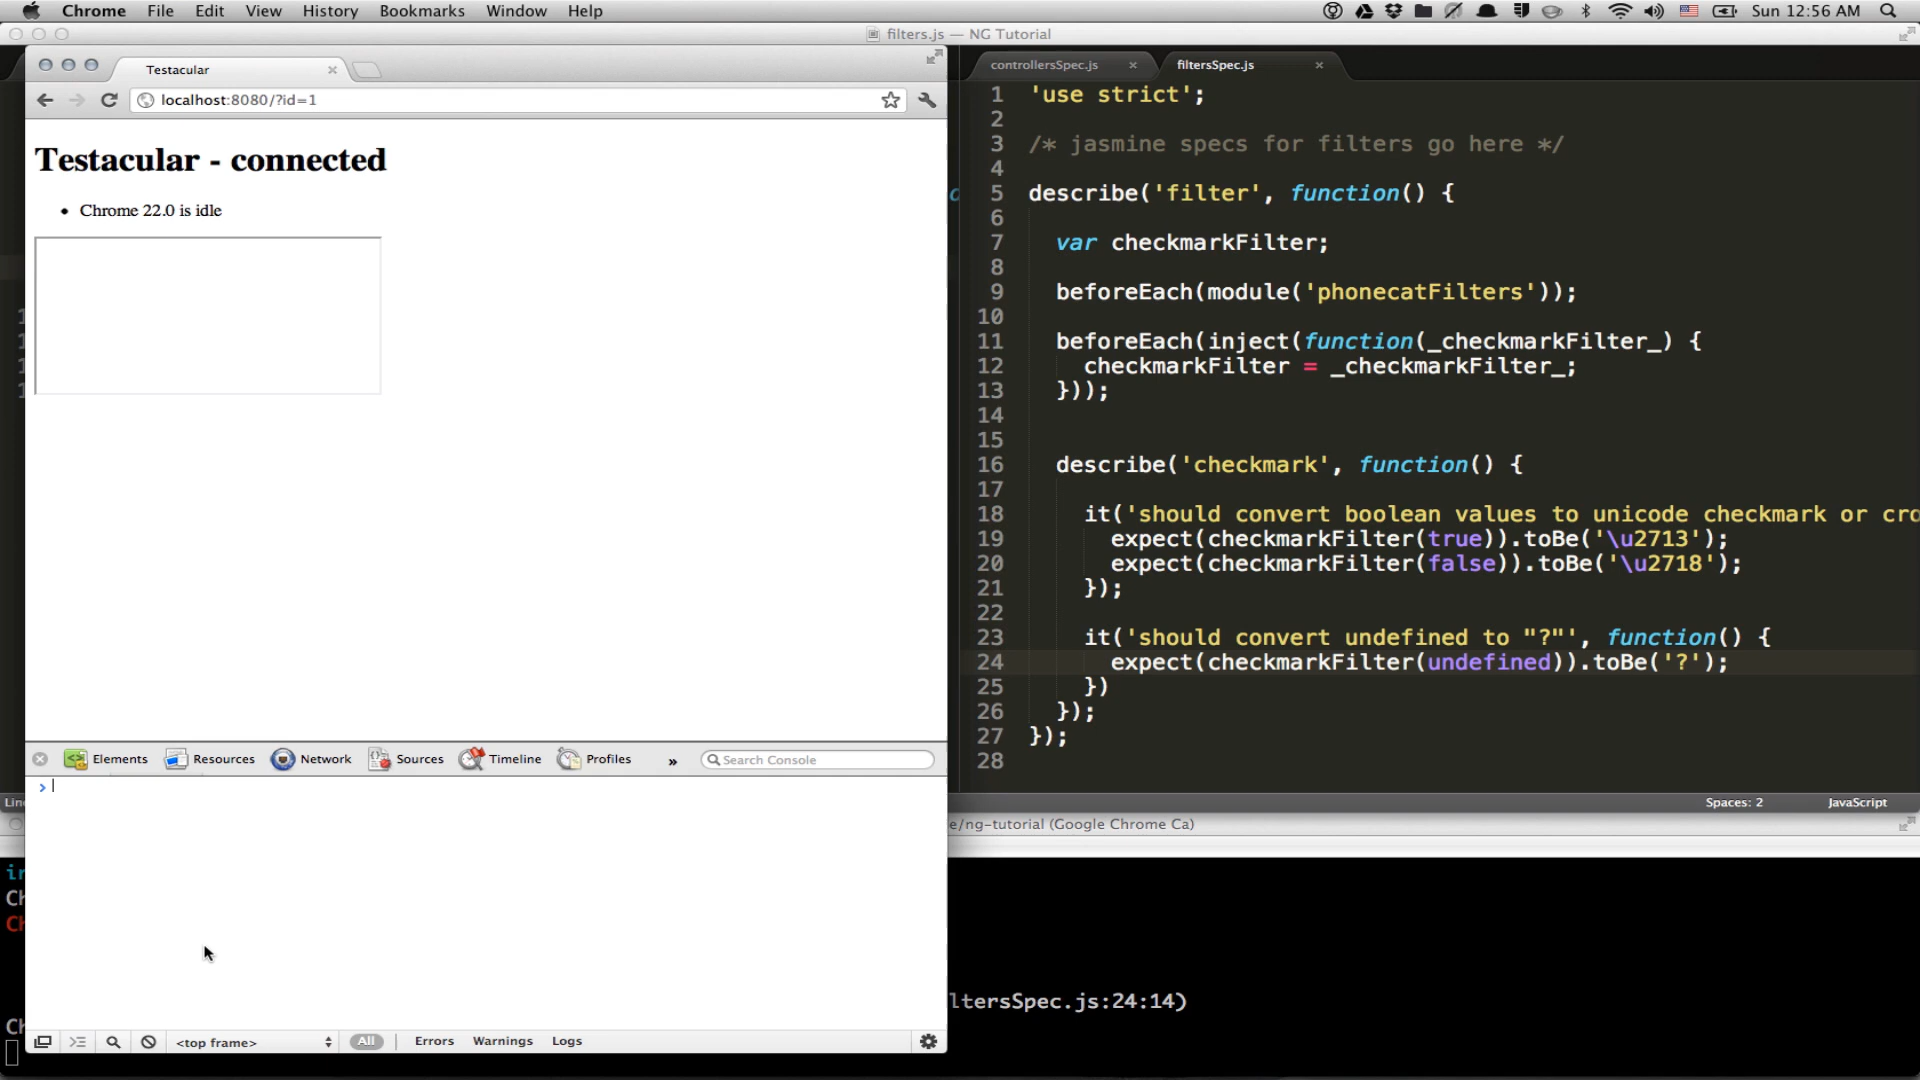 Chrome File Edit View History Bookmarks Window Help Sun 12:56 AM
filters.js — NG Tutorial
Testacular
localhost:8080/?id=1
Testacular - connected
• Chrome 22.0 is idle
Elements Resources Network Sources Timeline Profiles » Search Console
>
<top frame> All Errors Warnings Logs
controllersSpec.js × filtersSpec.js ×
1 'use strict';
2
3 /* jasmine specs for filters go here */
4
5 describe('filter', function() {
6
7 var checkmarkFilter;
8
9 beforeEach(module('phonecatFilters'));
10
11 beforeEach(inject(function(_checkmarkFilter_) {
12 checkmarkFilter = _checkmarkFilter_;
13 }));
14
15
16 describe('checkmark', function() {
17
18 it('should convert boolean values to unicode checkmark or cro
19 expect(checkmarkFilter(true)).toBe('\u2713');
20 expect(checkmarkFilter(false)).toBe('\u2718');
21 });
22
23 it('should convert undefined to "?"', function() {
24 expect(checkmarkFilter(undefined)).toBe('?');
25 })
26 });
27 });
28
Line Spaces: 2 JavaScript
e/ng-tutorial (Google Chrome Ca)
in
Ch
Ch
ltersSpec.js:24:14)
Ch